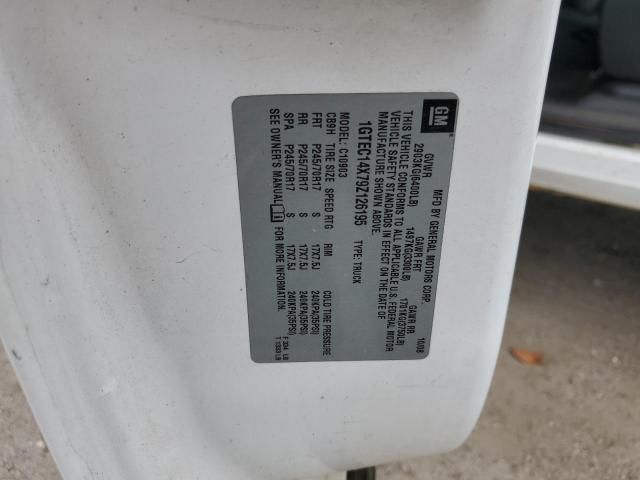 GM
MFD BY GENERAL MOTORS CORP. 10/08
GVWR GAWR FRT GAWR RR
2903KG(6400LB) 1497KG(3300LB) 1701KG(3750LB)
THIS VEHICLE CONFORMS TO ALL APPLICABLE U.S. FEDERAL MOTOR
VEHICLE SAFETY STANDARDS IN EFFECT ON THE DATE OF
MANUFACTURE SHOWN ABOVE.
1GTEC14X79Z126195 TYPE: TRUCK
MODEL: C10903
CB9H TIRE SIZE SPEED RTG RIM COLD TIRE PRESSURE
FRT P245/70R17 S 17X7.5J 240KPA(35PSI)
RR P245/70R17 S 17X7.5J 240KPA(35PSI)
SPA P245/70R17 S 17X7.5J 240KPA(35PSI)
SEE OWNER'S MANUAL FOR MORE INFORMATION.